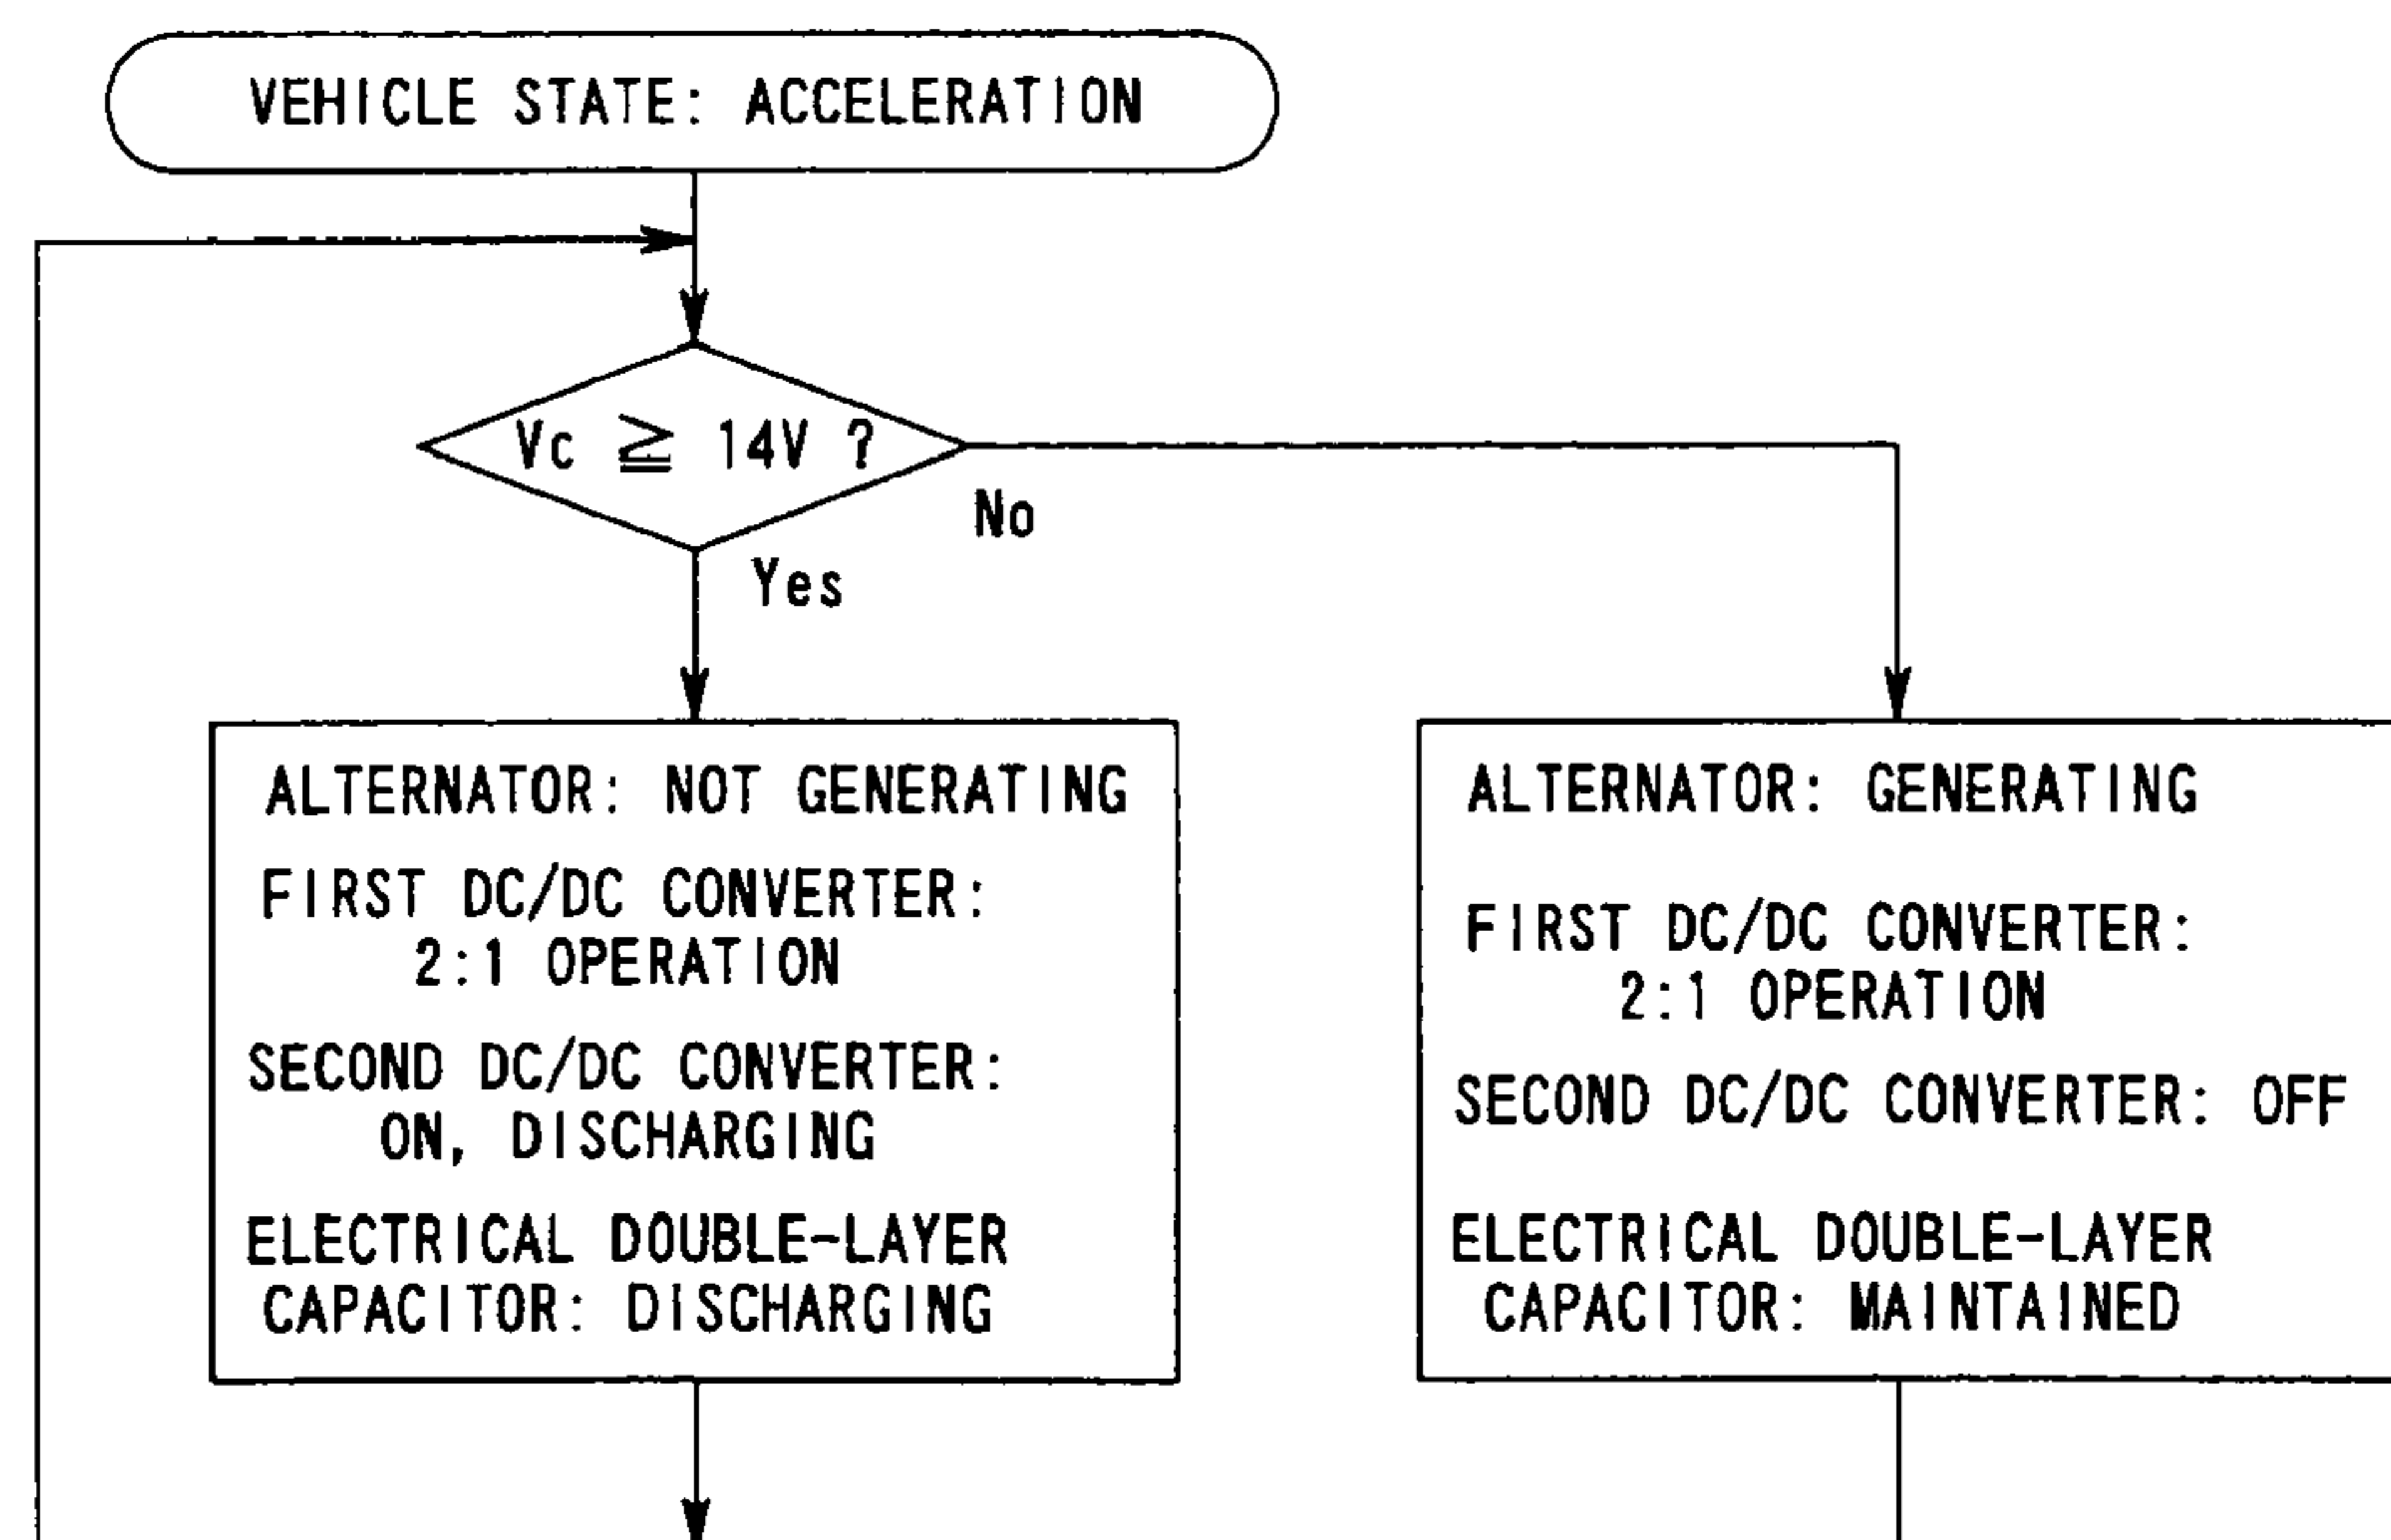 VEHICLE STATE: ACCELERATION
Vc ≧ 14V ?
No
Yes
ALTERNATOR: NOT GENERATING
FIRST DC/DC CONVERTER:
2:1 OPERATION
SECOND DC/DC CONVERTER:
ON, DISCHARGING
ELECTRICAL DOUBLE-LAYER
CAPACITOR: DISCHARGING
ALTERNATOR: GENERATING
FIRST DC/DC CONVERTER:
2:1 OPERATION
SECOND DC/DC CONVERTER: OFF
ELECTRICAL DOUBLE-LAYER
CAPACITOR: MAINTAINED